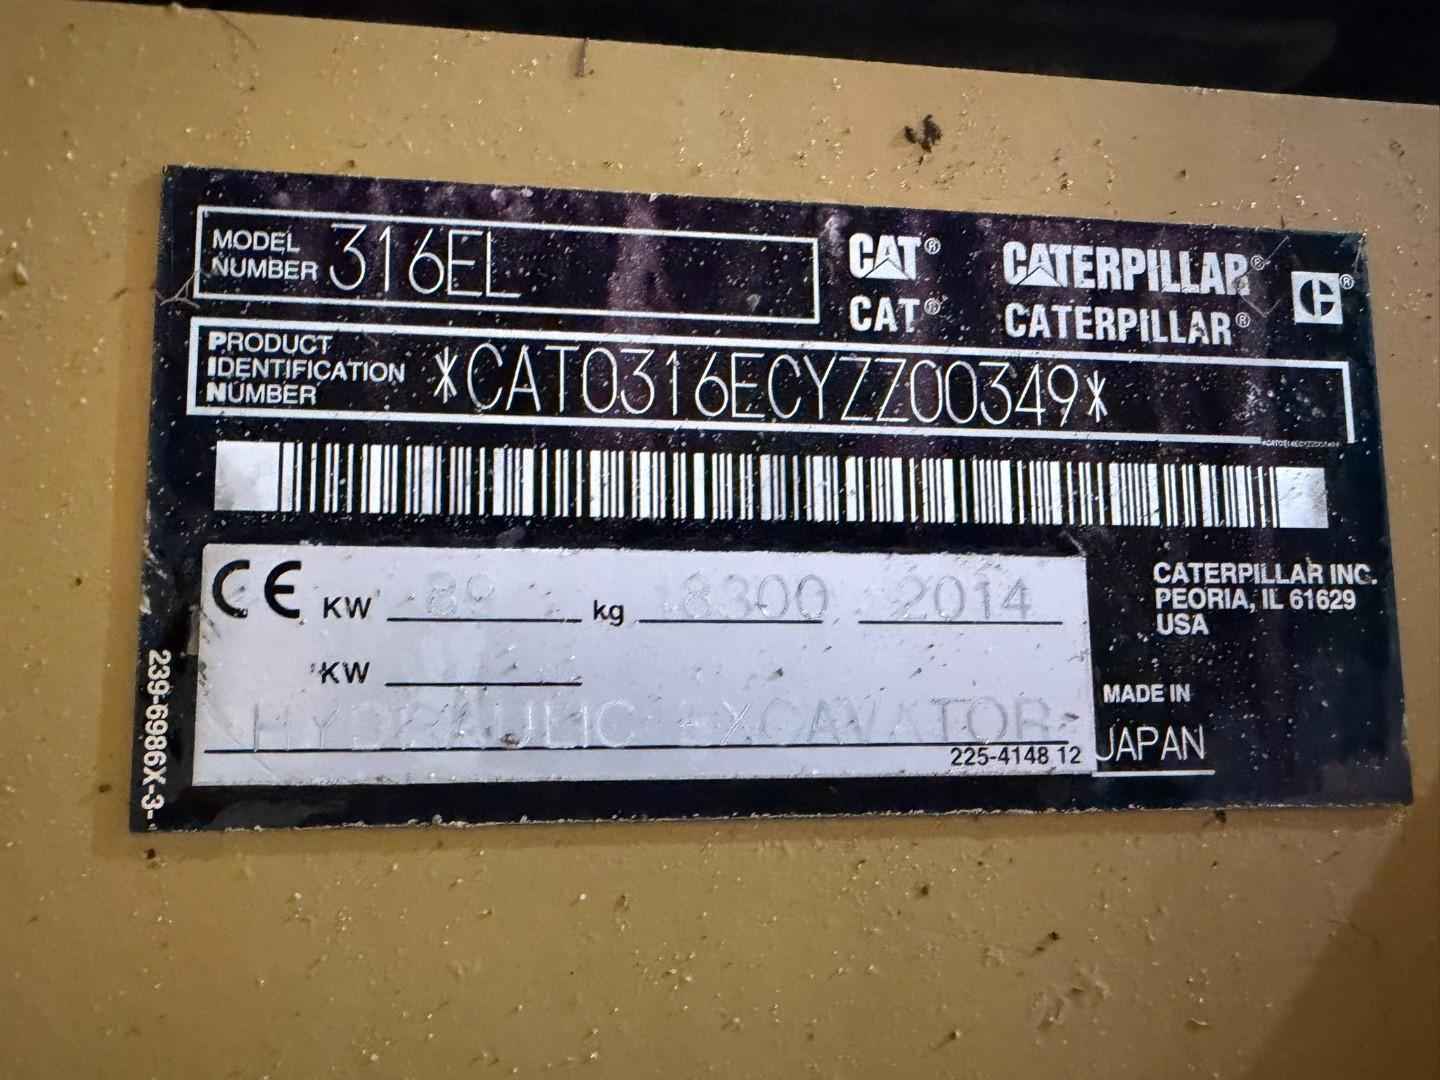 MODEL NUMBER 316EL
CAT® CATERPILLAR®
CAT® CATERPILLAR®
PRODUCT IDENTIFICATION NUMBER *CAT0316ECYZZ00349*
CE KW 89 kg 18300 2014
KW
HYDRAULIC EXCAVATOR
225-4148 12
CATERPILLAR INC.
PEORIA, IL 61629
USA
MADE IN
JAPAN
239-6986X-3-